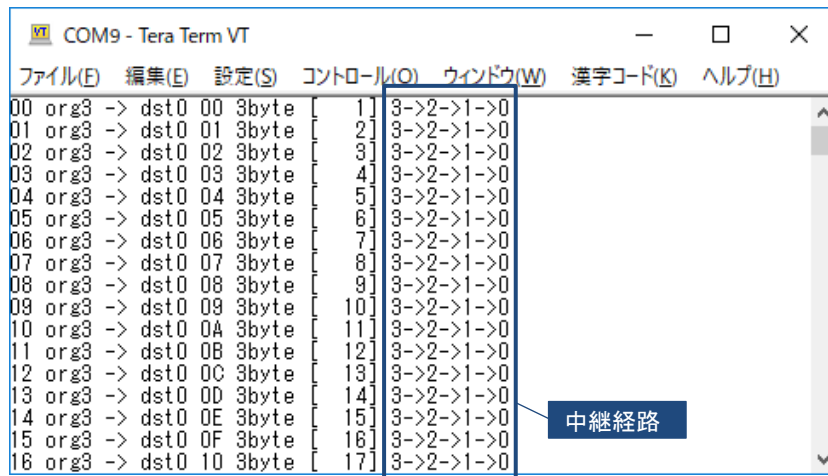 COM9 - Tera Term VT
ファイル(F) 編集(E) 設定(S) コントロール(O) ウィンドウ(W) 漢字コード(K) ヘルプ(H)
00 org3 -> dst0 00 3byte [    1] 3->2->1->0
01 org3 -> dst0 01 3byte [    2] 3->2->1->0
02 org3 -> dst0 02 3byte [    3] 3->2->1->0
03 org3 -> dst0 03 3byte [    4] 3->2->1->0
04 org3 -> dst0 04 3byte [    5] 3->2->1->0
05 org3 -> dst0 05 3byte [    6] 3->2->1->0
06 org3 -> dst0 06 3byte [    7] 3->2->1->0
07 org3 -> dst0 07 3byte [    8] 3->2->1->0
08 org3 -> dst0 08 3byte [    9] 3->2->1->0
09 org3 -> dst0 09 3byte [   10] 3->2->1->0
10 org3 -> dst0 0A 3byte [   11] 3->2->1->0
11 org3 -> dst0 0B 3byte [   12] 3->2->1->0
12 org3 -> dst0 0C 3byte [   13] 3->2->1->0
13 org3 -> dst0 0D 3byte [   14] 3->2->1->0
14 org3 -> dst0 0E 3byte [   15] 3->2->1->0
15 org3 -> dst0 0F 3byte [   16] 3->2->1->0
16 org3 -> dst0 10 3byte [   17] 3->2->1->0
中継経路